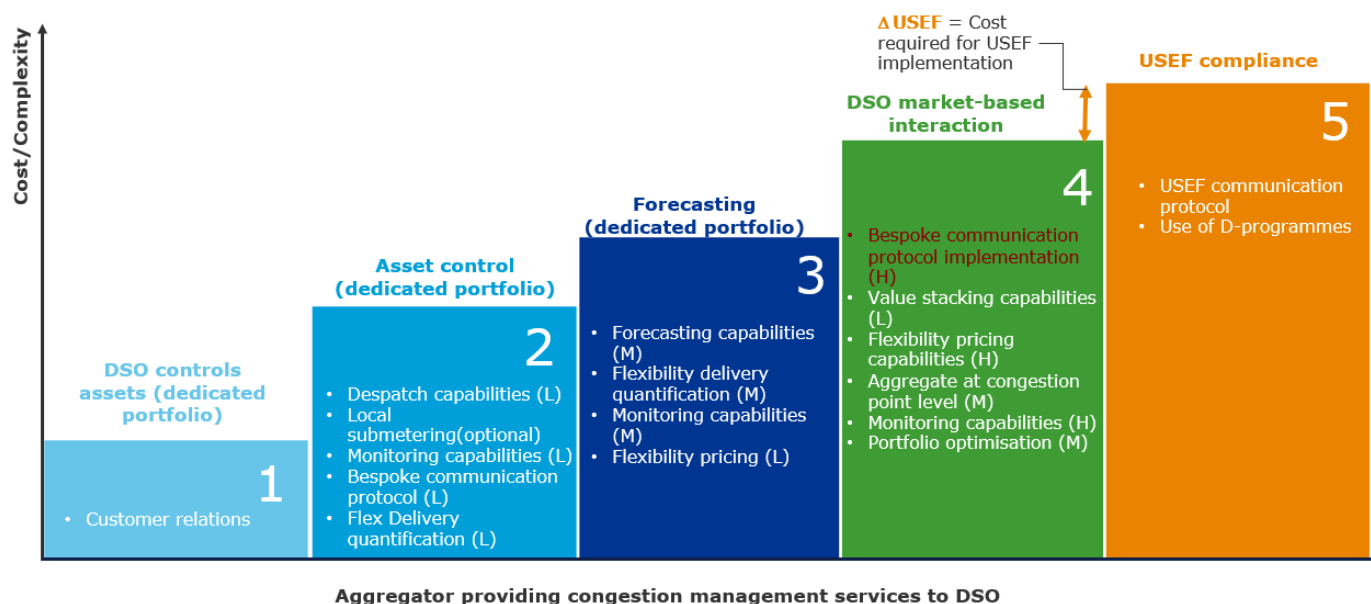 Cost/Complexity
Δ USEF = Cost
required for USEF
implementation
DSO controls
assets (dedicated
portfolio)
1
• Customer relations
Asset control
(dedicated portfolio)
2
• Despatch capabilities (L)
• Local
submetering(optional)
• Monitoring capabilities (L)
• Bespoke communication
protocol (L)
• Flex Delivery
quantification (L)
Forecasting
(dedicated portfolio)
3
• Forecasting capabilities
(M)
• Flexibility delivery
quantification (M)
• Monitoring capabilities
(M)
• Flexibility pricing (L)
DSO market-based
interaction
4
• Bespoke communication
protocol implementation
(H)
• Value stacking capabilities
(L)
• Flexibility pricing
capabilities (H)
• Aggregate at congestion
point level (M)
• Monitoring capabilities (H)
• Portfolio optimisation (M)
USEF compliance
5
• USEF communication
protocol
• Use of D-programmes
Aggregator providing congestion management services to DSO